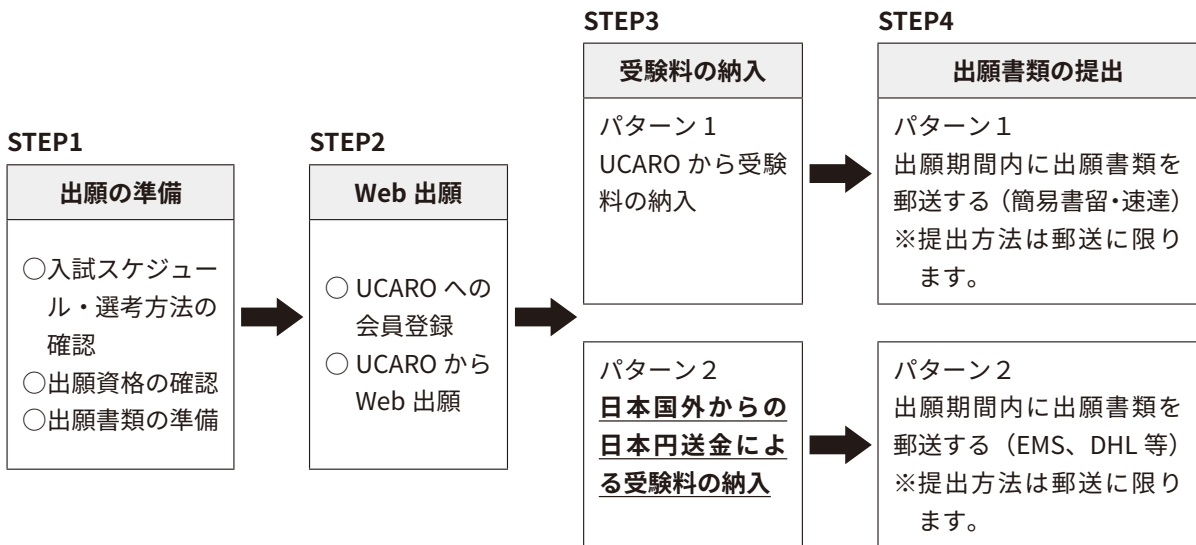 STEP1
出願の準備
○入試スケジュー
ル・選考方法の
確認
○出願資格の確認
○出願書類の準備
STEP2
Web 出願
○ UCARO への
会員登録
○ UCARO から
Web 出願
STEP3
受験料の納入
パターン 1
UCARO から受験
料の納入
パターン２
日本国外からの
日本円送金によ
る受験料の納入
STEP4
出願書類の提出
パターン１
出願期間内に出願書類を
郵送する（簡易書留・速達）
※提出方法は郵送に限り
ます。
パターン２
出願期間内に出願書類を
郵送する（EMS、DHL 等）
※提出方法は郵送に限り
ます。